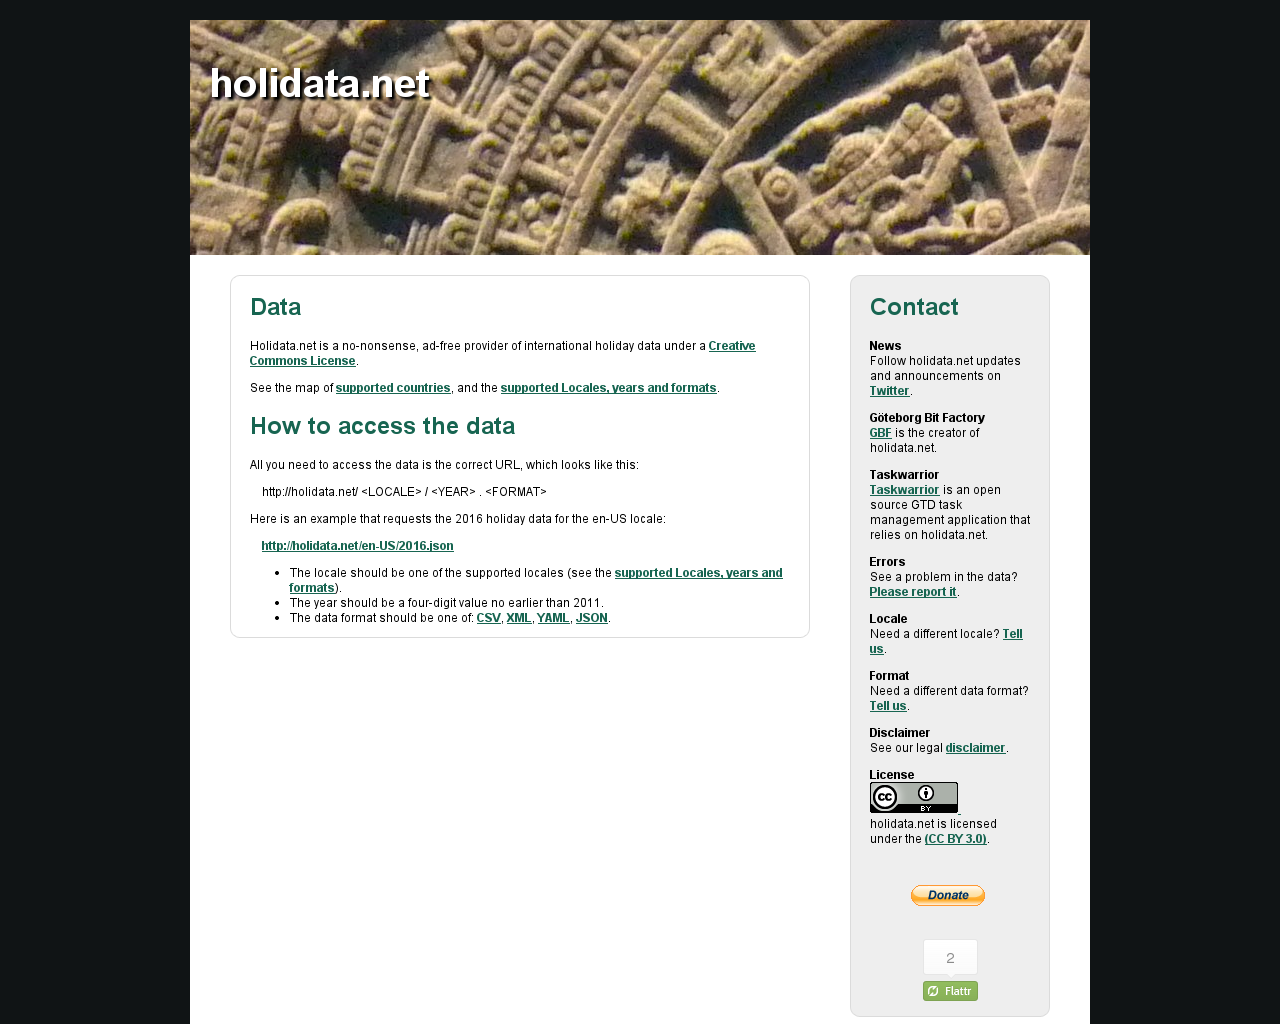 holidata.net
Data
Holidata.net is a no-nonsense, ad-free provider of international holiday data under a Creative
Commons License.
See the map of supported countries, and the supported Locales, years and formats.
How to access the data
All you need to access the data is the correct URL, which looks like this:
http://holidata.net/ <LOCALE> / <YEAR> . <FORMAT>
Here is an example that requests the 2016 holiday data for the en-US locale:
http://holidata.net/en-US/2016.json
• The locale should be one of the supported locales (see the supported Locales, years and
formats).
• The year should be a four-digit value no earlier than 2011.
• The data format should be one of: CSV, XML, YAML, JSON.
Contact
News
Follow holidata.net updates
and announcements on
Twitter.
Göteborg Bit Factory
GBF is the creator of
holidata.net.
Taskwarrior
Taskwarrior is an open
source GTD task
management application that
relies on holidata.net.
Errors
See a problem in the data?
Please report it.
Locale
Need a different locale? Tell
us.
Format
Need a different data format?
Tell us.
Disclaimer
See our legal disclaimer.
License
cc
BY
holidata.net is licensed
under the (CC BY 3.0).
Donate
2
Flattr